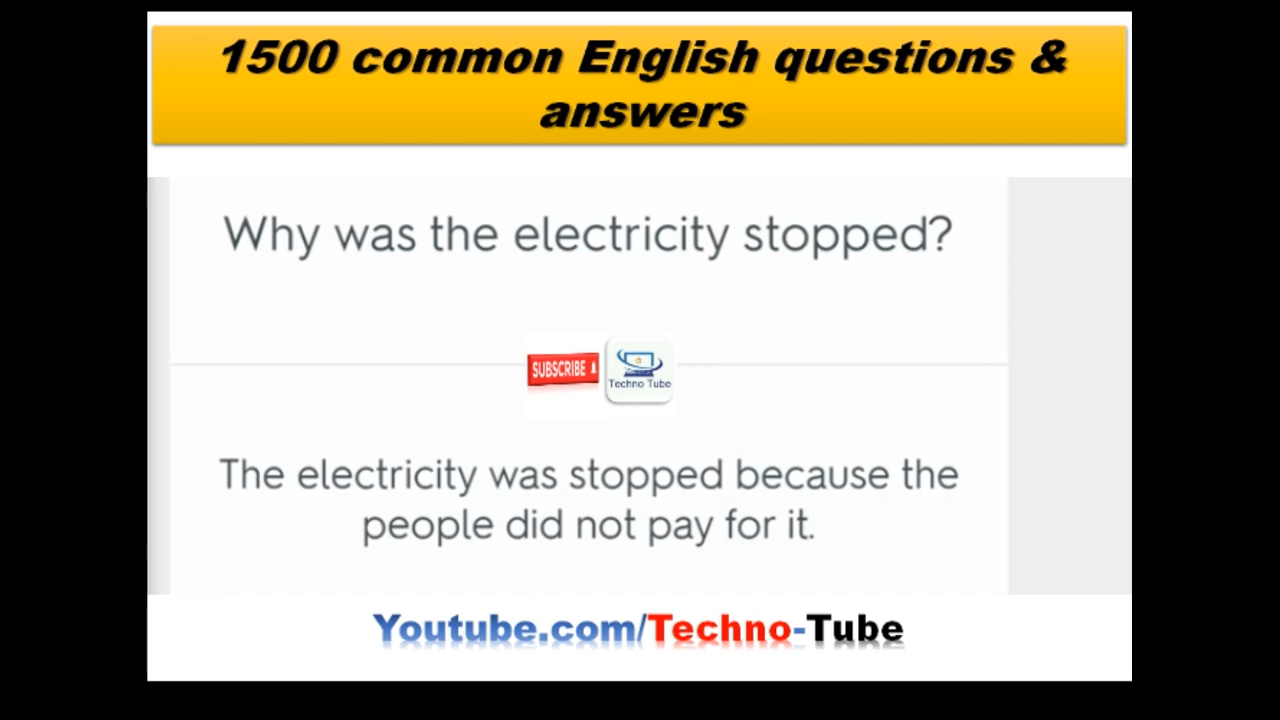 1500 common English questions &
answers
Why was the electricity stopped?
SUBSCRIBE
Techno Tube
The electricity was stopped because the
people did not pay for it.
Youtube.com/Techno-Tube